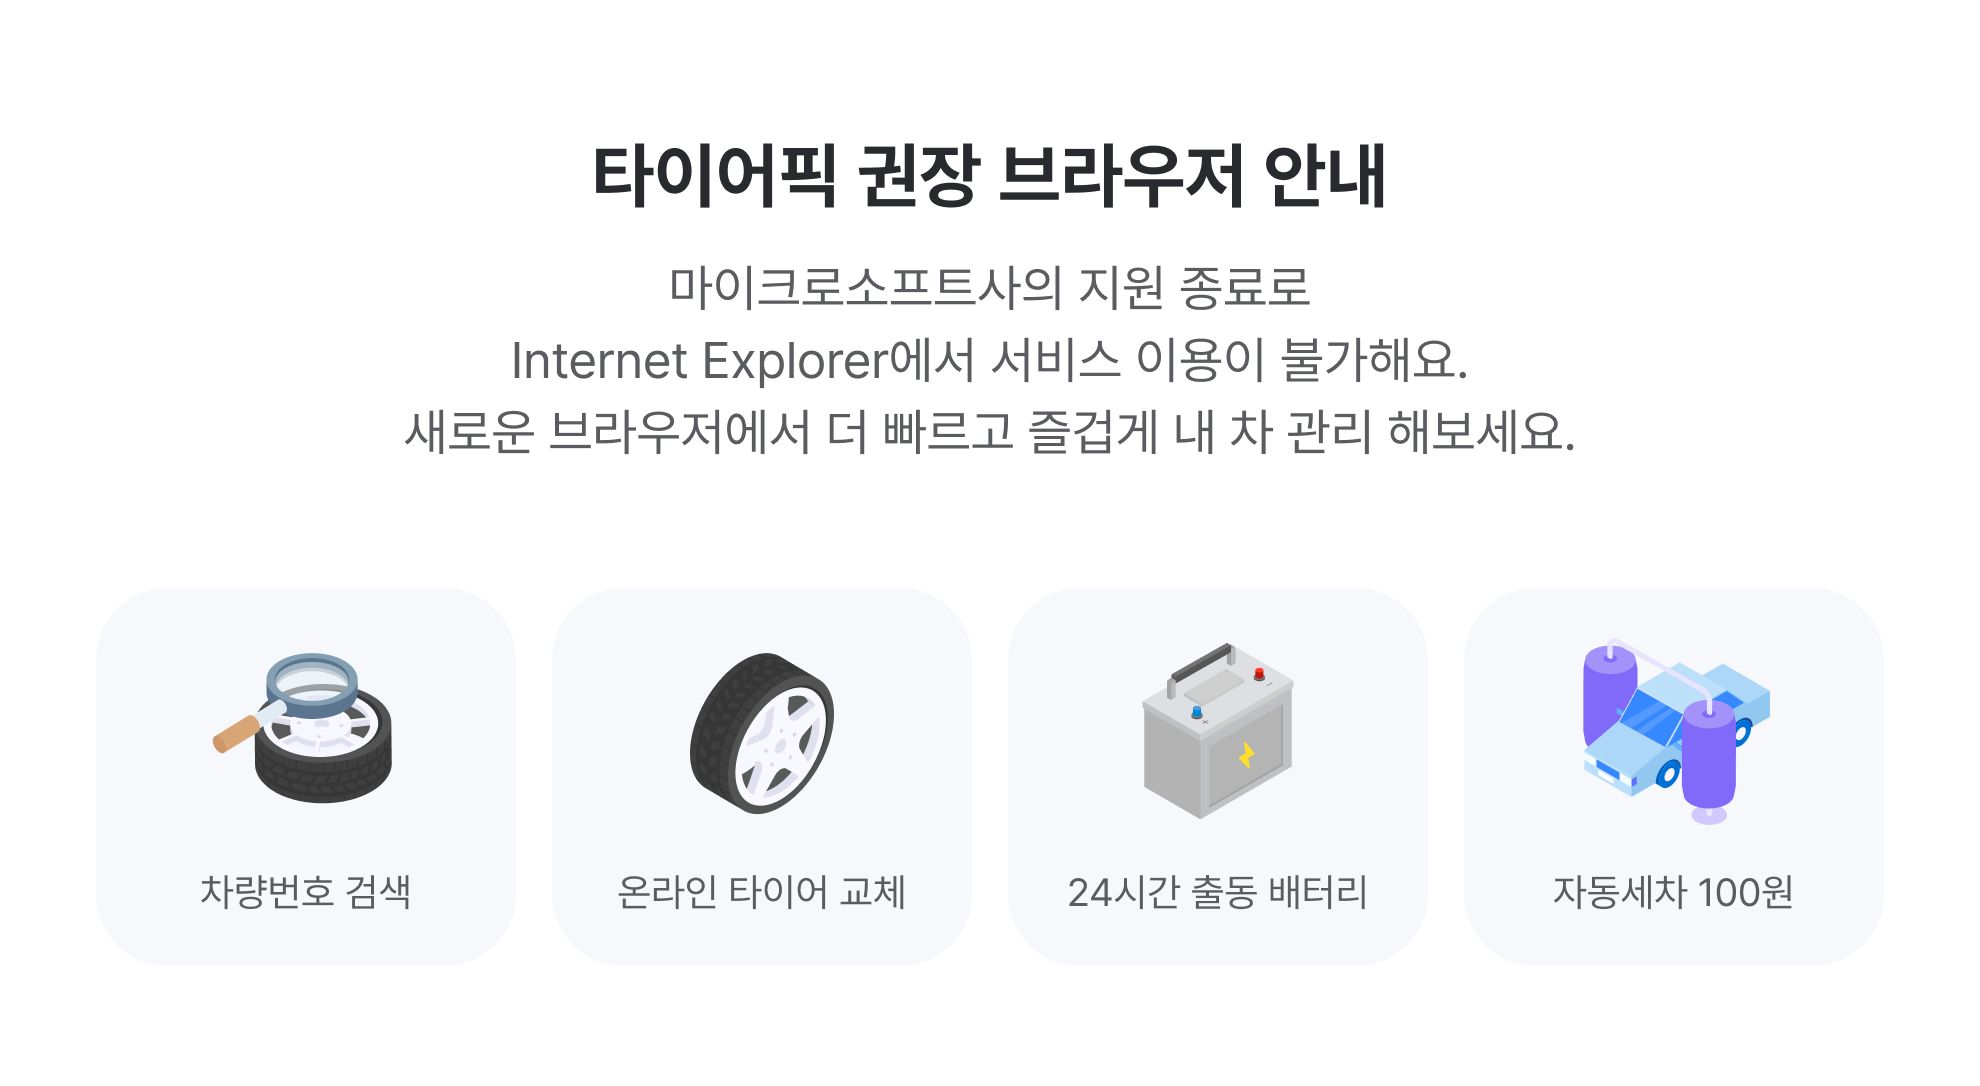 타이어픽 권장 브라우저 안내
마이크로소프트사의 지원 종료로
Internet Explorer에서 서비스 이용이 불가해요.
새로운 브라우저에서 더 빠르고 즐겁게 내 차 관리 해보세요.
차량번호 검색
온라인 타이어 교체
24시간 출동 배터리
자동세차 100원